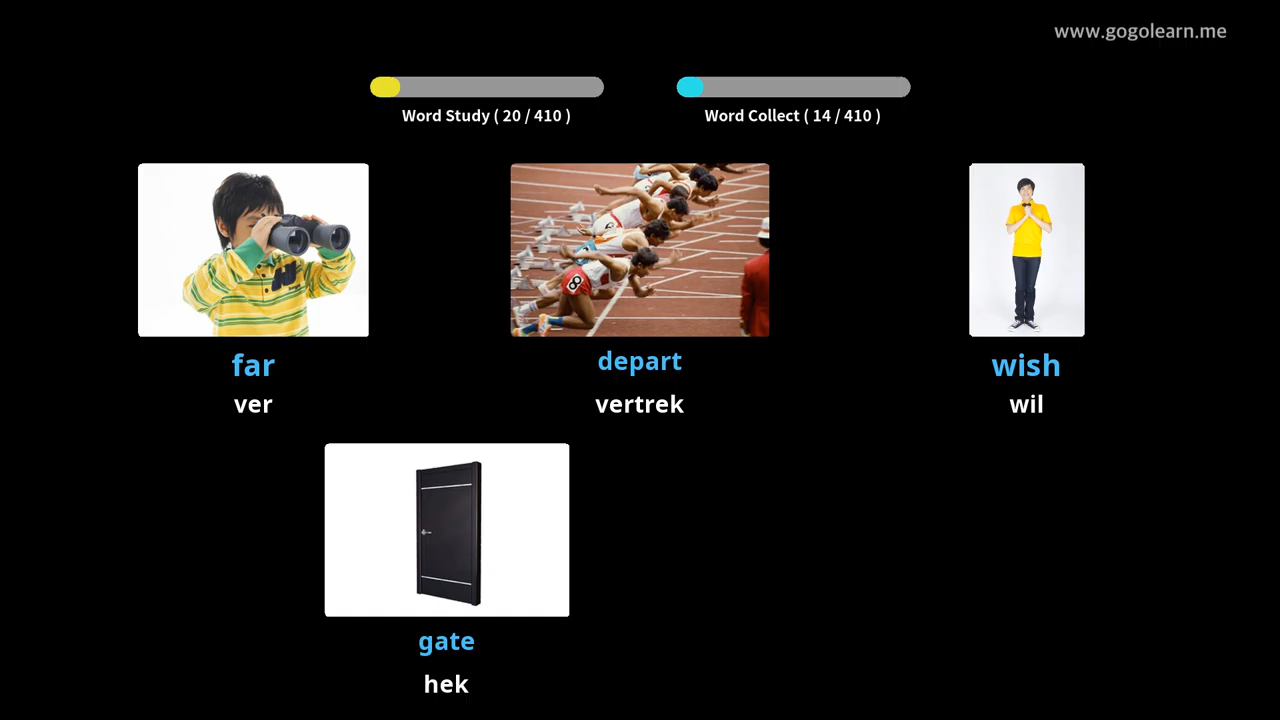 www.gogolearn.me
Word Study ( 20 / 410 )
Word Collect ( 14 / 410 )
far
ver
depart
vertrek
wish
wil
gate
hek